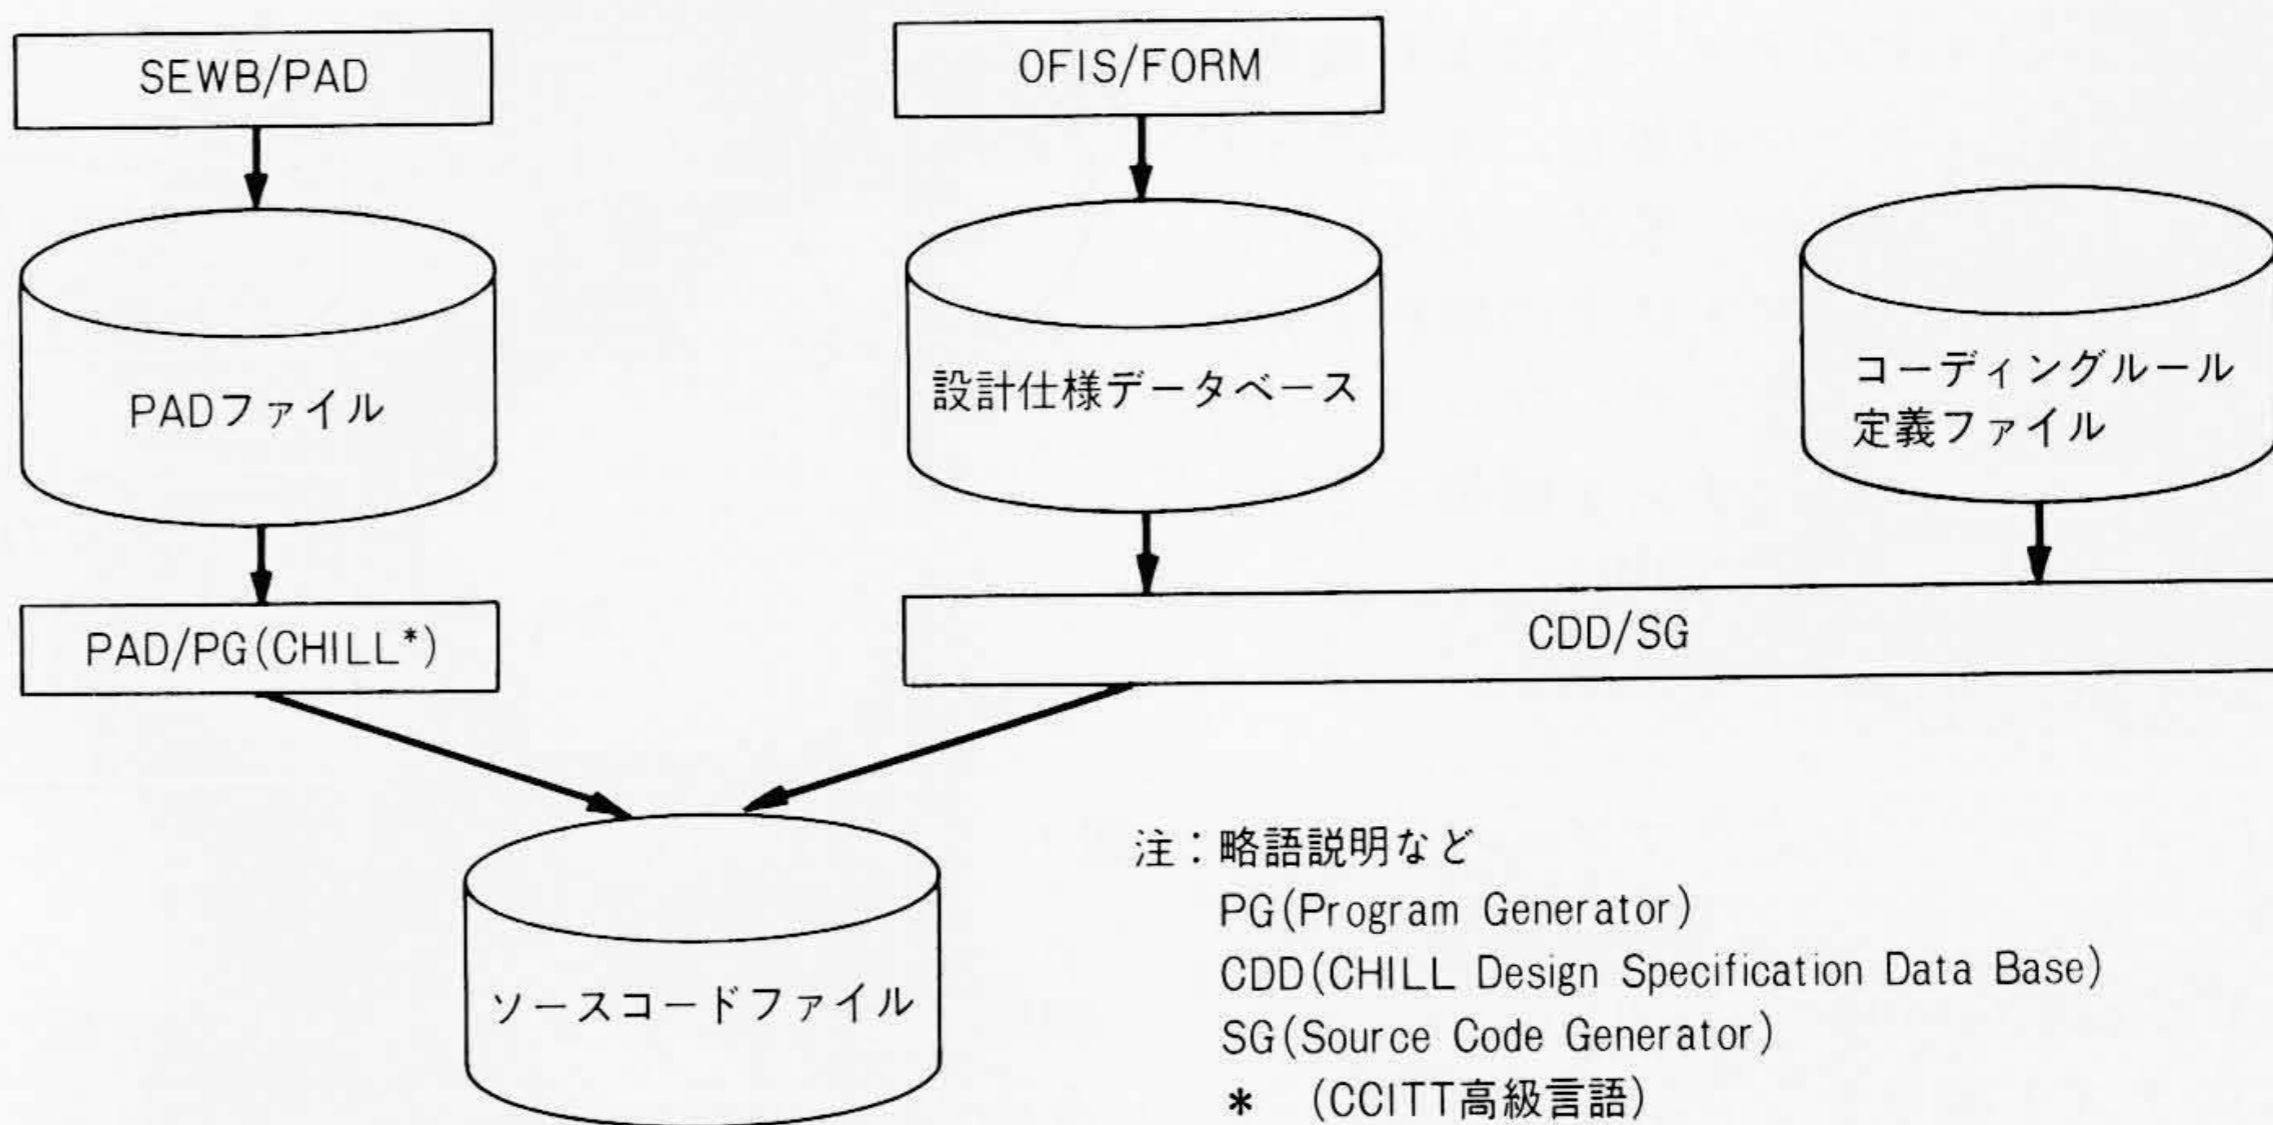 SEWB/PAD
OFIS/FORM
PADファイル
設計仕様データベース
コーディングルール
定義ファイル
PAD/PG(CHILL*)
CDD/SG
ソースコードファイル
注：略語説明など
PG(Program Generator)
CDD(CHILL Design Specification Data Base)
SG(Source Code Generator)
* (CCITT高級言語)